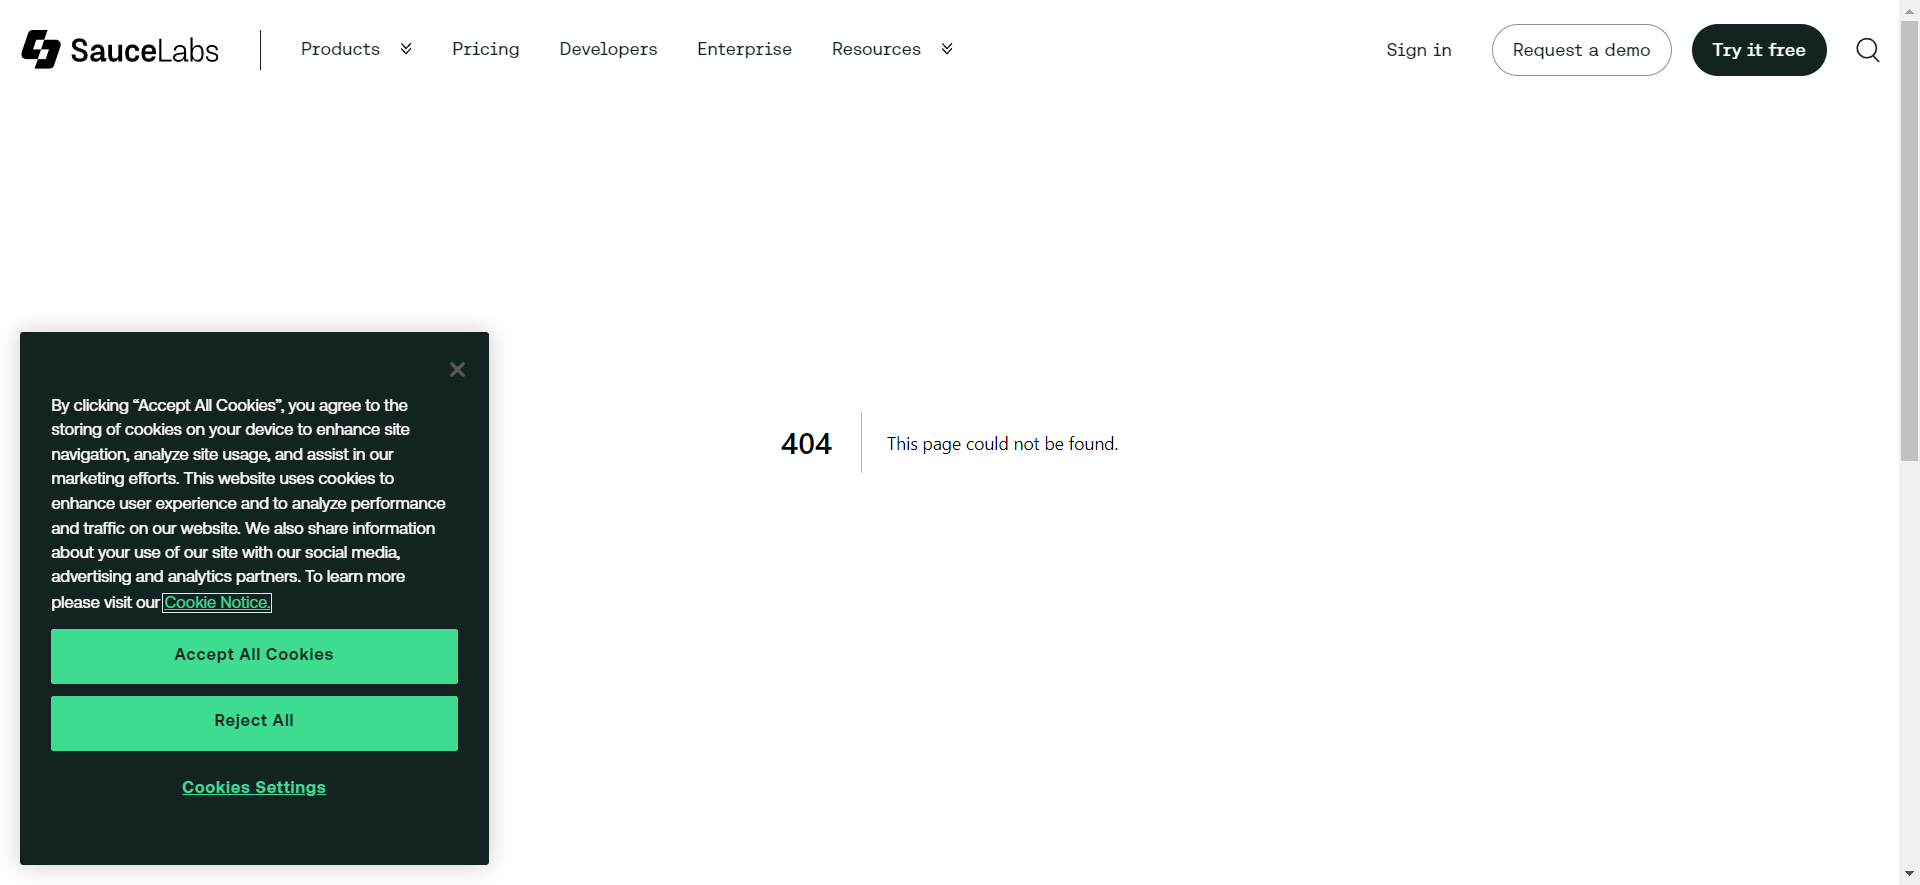 SauceLabs
Products
Pricing
Developers
Enterprise
Resources
Sign in
Request a demo
Try it free
404
This page could not be found.
By clicking “Accept All Cookies”, you agree to the
storing of cookies on your device to enhance site
navigation, analyze site usage, and assist in our
marketing efforts. This website uses cookies to
enhance user experience and to analyze performance
and traffic on our website. We also share information
about your use of our site with our social media,
advertising and analytics partners. To learn more
please visit our Cookie Notice.
Accept All Cookies
Reject All
Cookies Settings